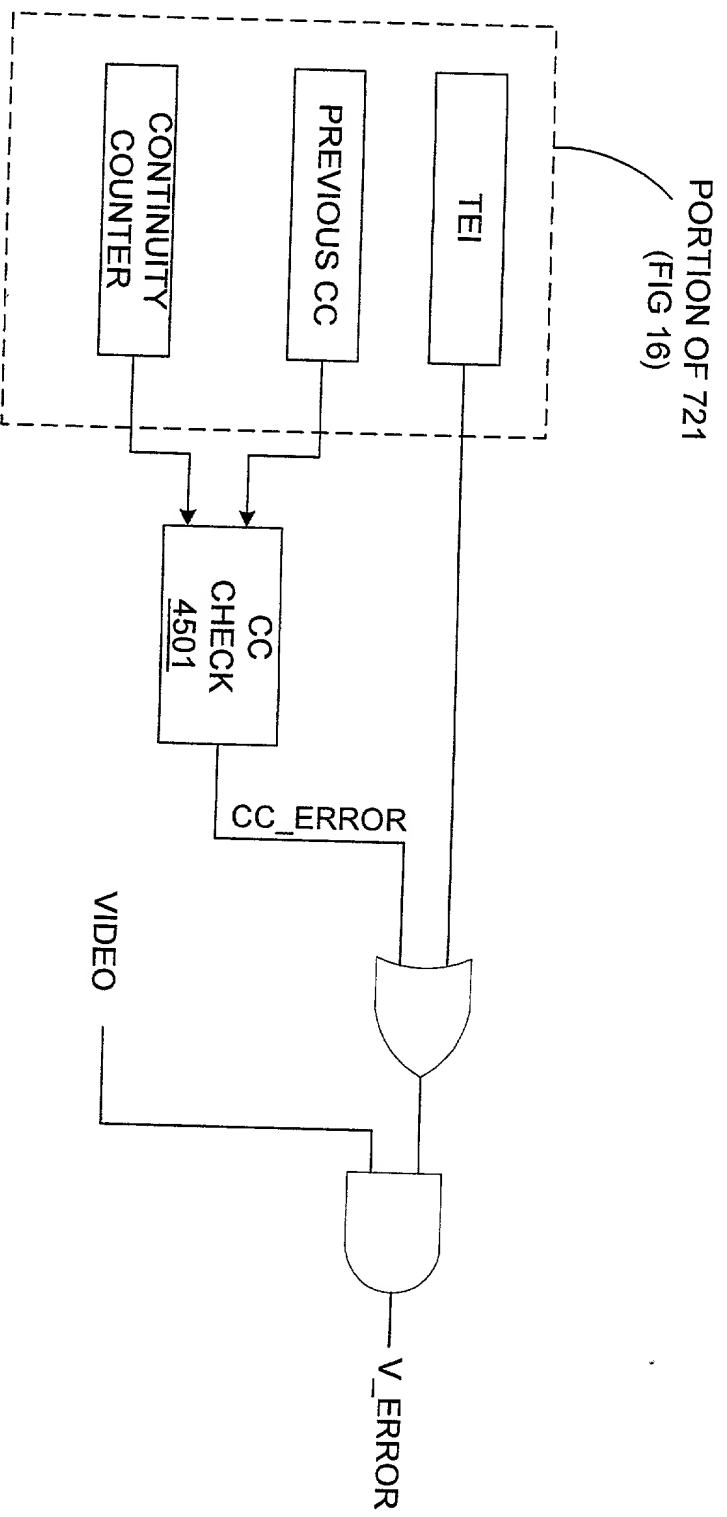 PORTION OF 721
(FIG 16)
TEI
PREVIOUS CC
CONTINUITY
COUNTER
CC
CHECK
4501
CC_ERROR
VIDEO
V_ERROR